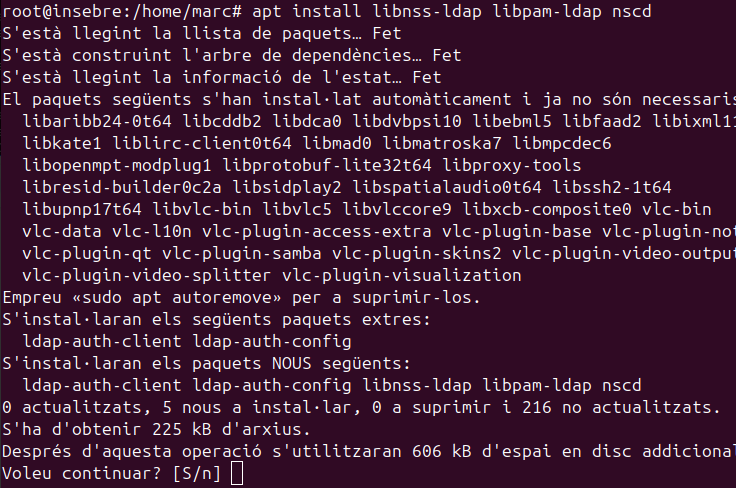 root@insebre:/home/marc# apt install libnss-ldap libpam-ldap nscd
S'està llegint la llista de paquets… Fet
S'està construint l'arbre de dependències… Fet
S'està llegint la informació de l'estat… Fet
El paquets següents s'han instal·lat automàticament i ja no són necessaris
libaribb24-0t64 libcddb2 libdca0 libdvbpsi10 libebml5 libfaad2 libixml11
libkate1 liblirc-client0t64 libmad0 libmatroska7 libmpcdec6
libopenmpt-modplug1 libprotobuf-lite32t64 libproxy-tools
libresid-builder0c2a libsidplay2 libspatialaudio0t64 libssh2-1t64
libupnp17t64 libvlc-bin libvlc5 libvlccore9 libxcb-composite0 vlc-bin
vlc-data vlc-l10n vlc-plugin-access-extra vlc-plugin-base vlc-plugin-not
vlc-plugin-qt vlc-plugin-samba vlc-plugin-skins2 vlc-plugin-video-output
vlc-plugin-video-splitter vlc-plugin-visualization
Empreu «sudo apt autoremove» per a suprimir-los.
S'instal·laran els següents paquets extres:
ldap-auth-client ldap-auth-config
S'instal·laran els paquets NOUS següents:
ldap-auth-client ldap-auth-config libnss-ldap libpam-ldap nscd
0 actualitzats, 5 nous a instal·lar, 0 a suprimir i 216 no actualitzats.
S'ha d'obtenir 225 kB d'arxius.
Després d'aquesta operació s'utilitzaran 606 kB d'espai en disc addicional
Voleu continuar? [S/n]